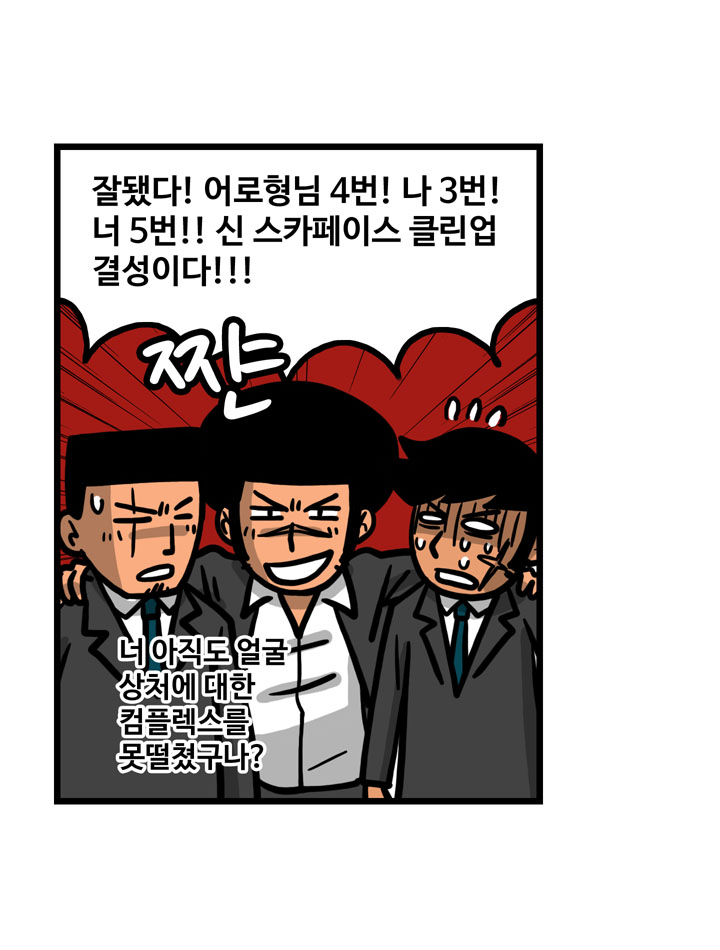 잘됐다! 어로형님 4번! 나 3번!
너 5번!! 신 스카페이스 클린업
결성이다!!!
쨘
너 아직도 얼굴
상처에 대한
컴플렉스를
못떨쳤구나?